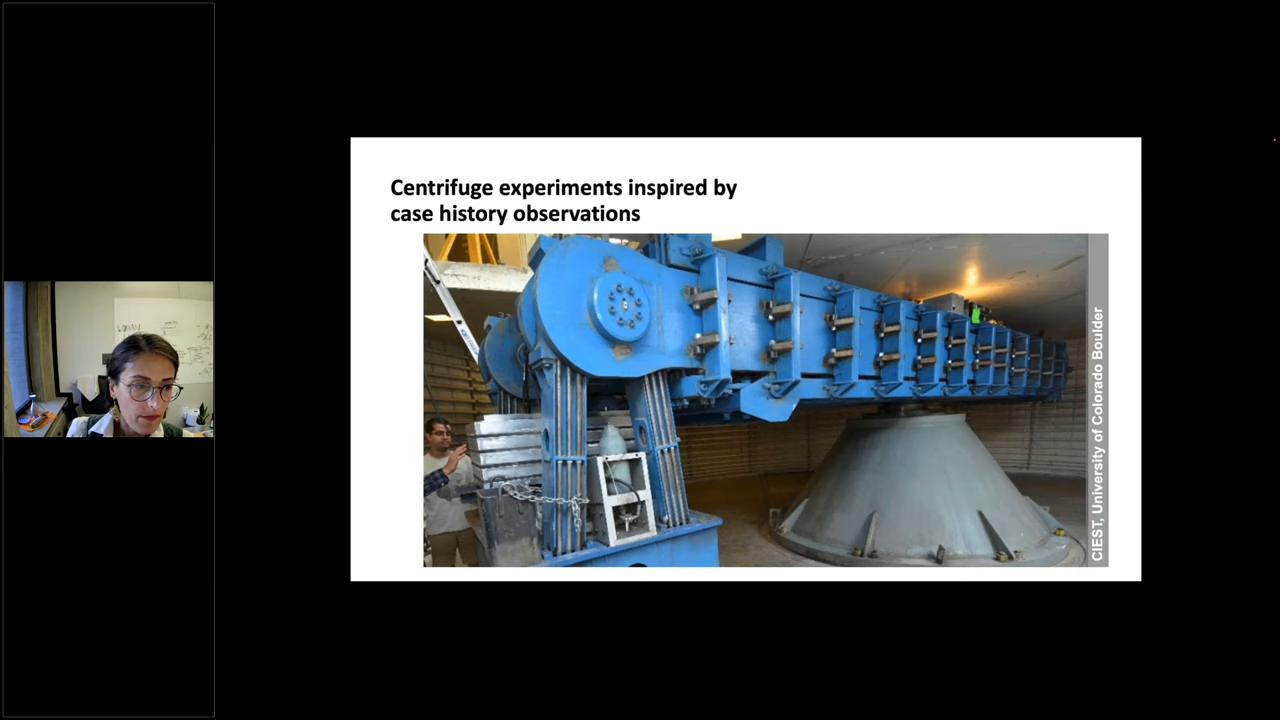 Centrifuge experiments inspired by
case history observations
CIEST, University of Colorado Boulder